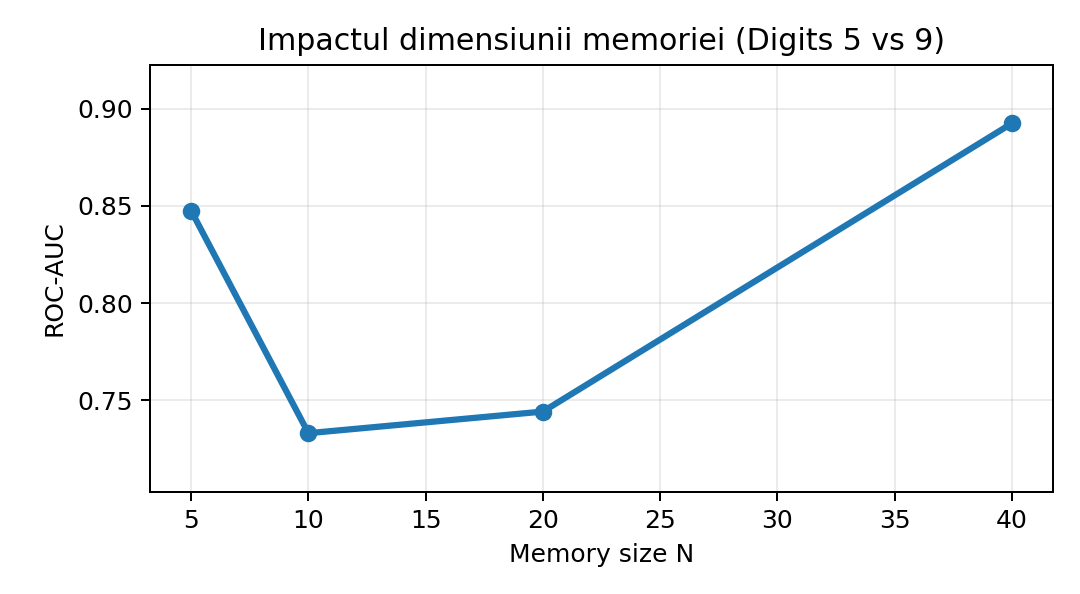 Impactul dimensiunii memoriei (Digits 5 vs 9)
0.90
0.85
0.80
0.75
ROC-AUC
5 10 15 20 25 30 35 40
Memory size N